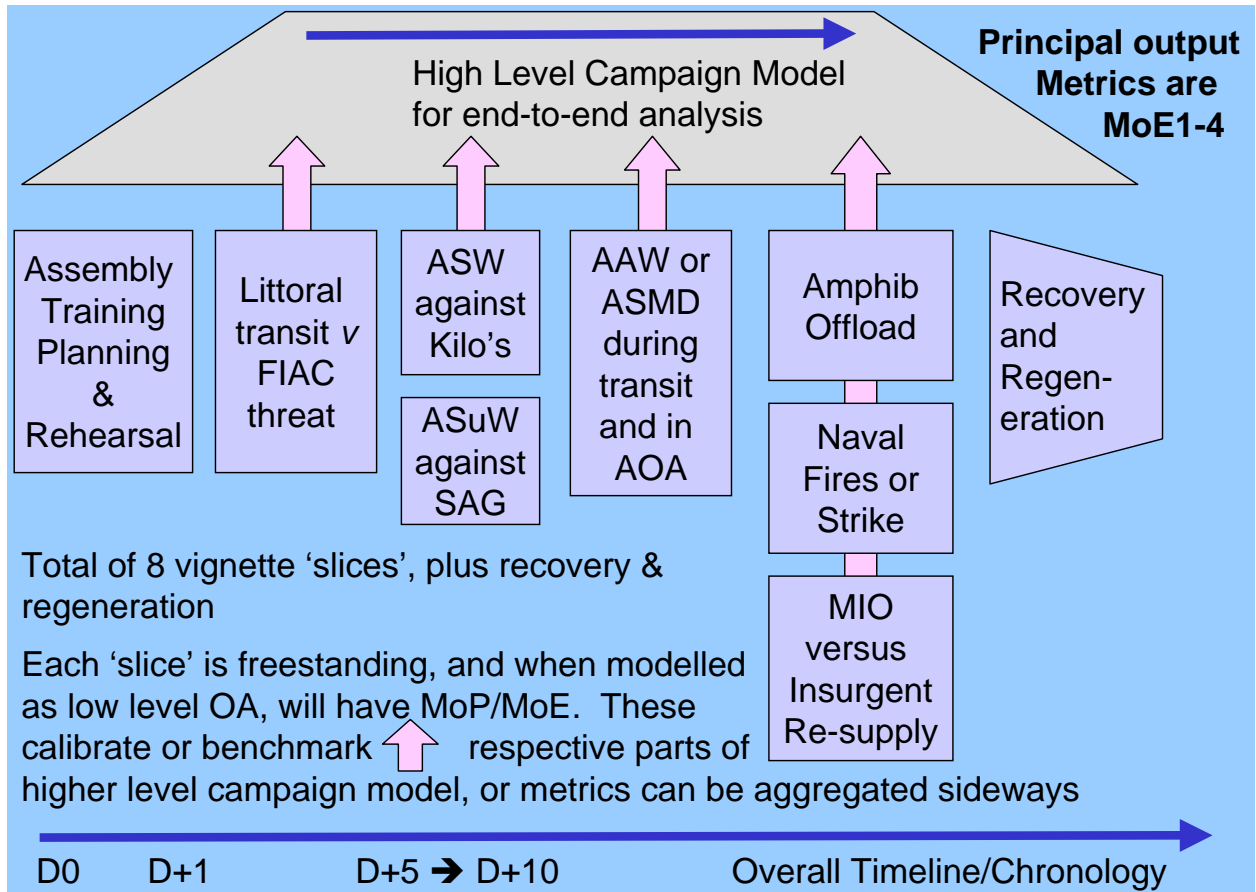 High Level Campaign Model
for end-to-end analysis
Principal output
Metrics are
MoE1-4
Assembly
Training
Planning
&
Rehearsal
Littoral
transit v
FIAC
threat
ASW
against
Kilo's
ASuW
against
SAG
AAW or
ASMD
during
transit
and in
AOA
Amphib
Offload
Naval
Fires or
Strike
MIO
versus
Insurgent
Re-supply
Recovery
and
Regen-
eration
Total of 8 vignette ‘slices’, plus recovery &
regeneration
Each ‘slice’ is freestanding, and when modelled
as low level OA, will have MoP/MoE.  These
calibrate or benchmark respective parts of
higher level campaign model, or metrics can be aggregated sideways
D0 D+1 D+5 ➔ D+10 Overall Timeline/Chronology